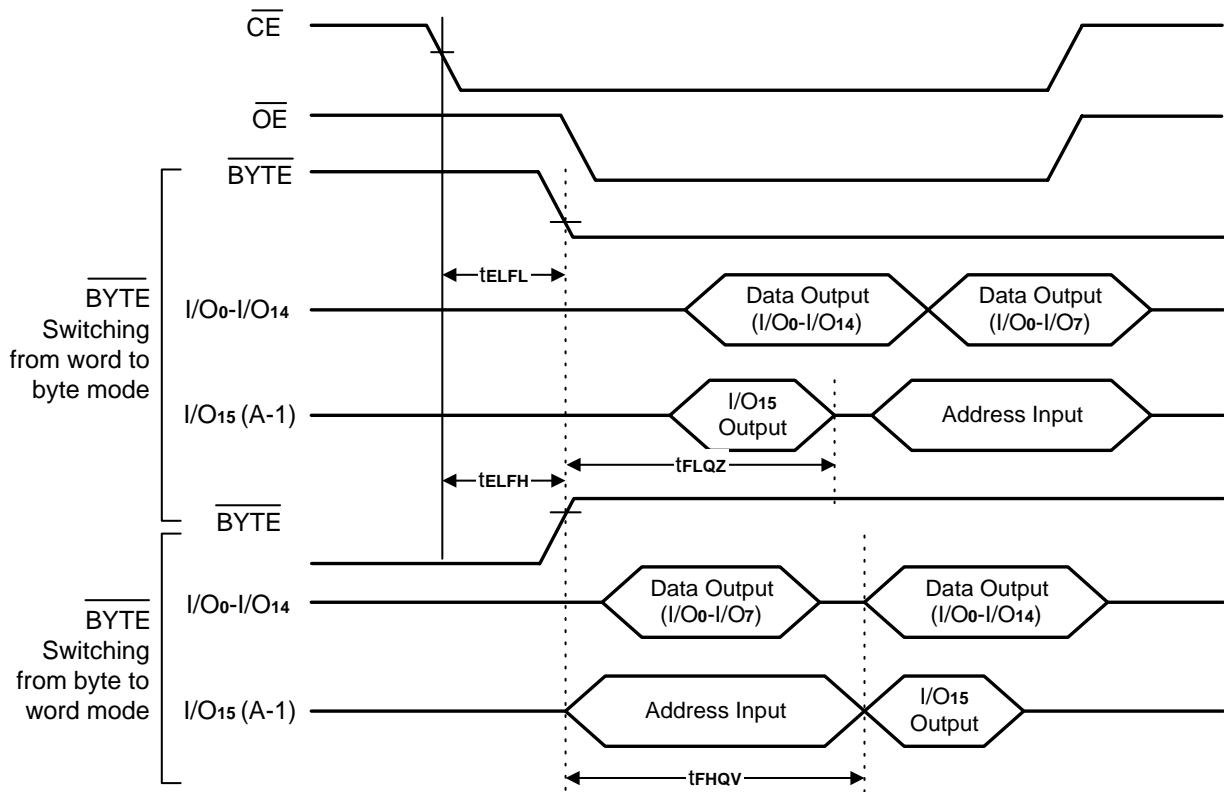 CE
OE
BYTE
tELFL
BYTE
Switching
from word to
byte mode
I/O0-I/O14
Data Output
(I/O0-I/O14)
Data Output
(I/O0-I/O7)
I/O15 (A-1)
I/O15
Output
Address Input
tELFH
tFLQZ
BYTE
BYTE
Switching
from byte to
word mode
I/O0-I/O14
Data Output
(I/O0-I/O7)
Data Output
(I/O0-I/O14)
I/O15 (A-1)
Address Input
I/O15
Output
tFHQV